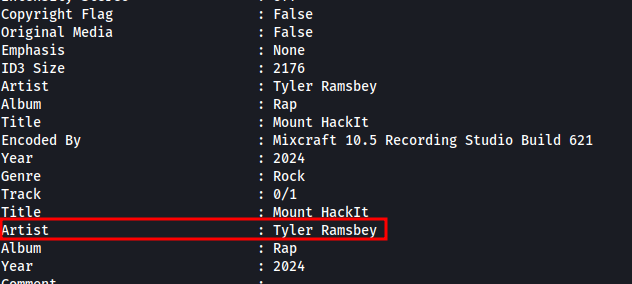 Copyright Flag : False
Original Media : False
Emphasis : None
ID3 Size : 2176
Artist : Tyler Ramsbey
Album : Rap
Title : Mount HackIt
Encoded By : Mixcraft 10.5 Recording Studio Build 621
Year : 2024
Genre : Rock
Track : 0/1
Title : Mount HackIt
Artist : Tyler Ramsbey
Album : Rap
Year : 2024